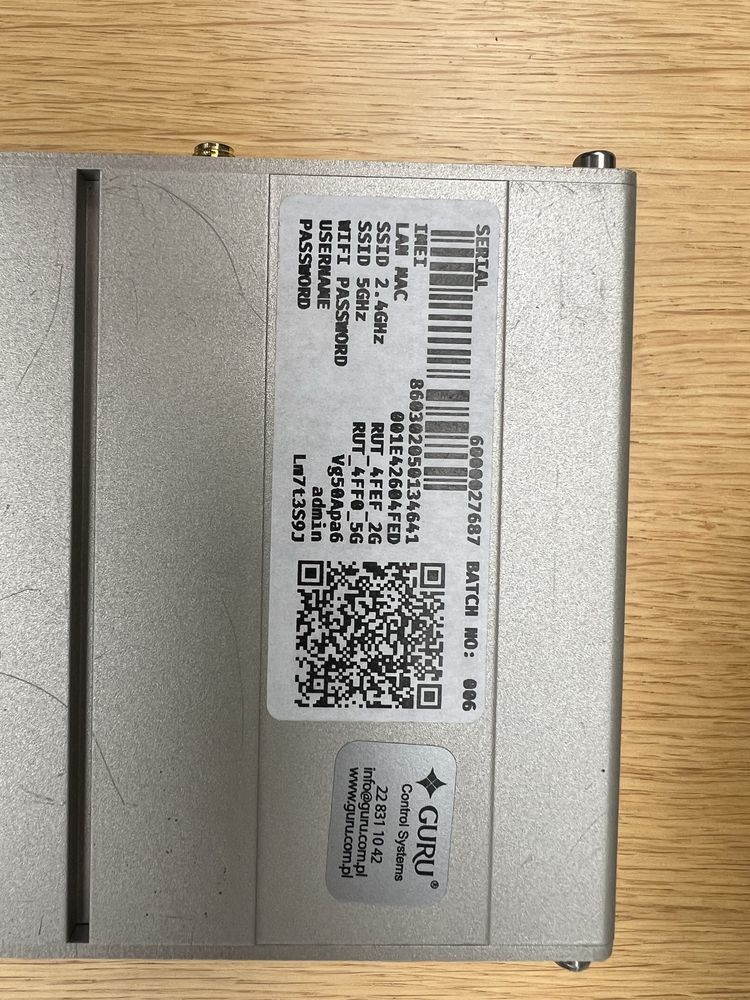 SERIAL 6000027687 BATCH NO: 006
IMEI 860302050134641
LAN MAC 001E42604FED
SSID 2.4GHz RUT_4FEF_2G
SSID 5GHz RUT_4FF0_5G
WIFI PASSWORD Vg50Apa6
USERNAME admin
PASSWORD Lm7t3S9J
GURU®
Control Systems
22 831 10 42
info@guru.com.pl
www.guru.com.pl